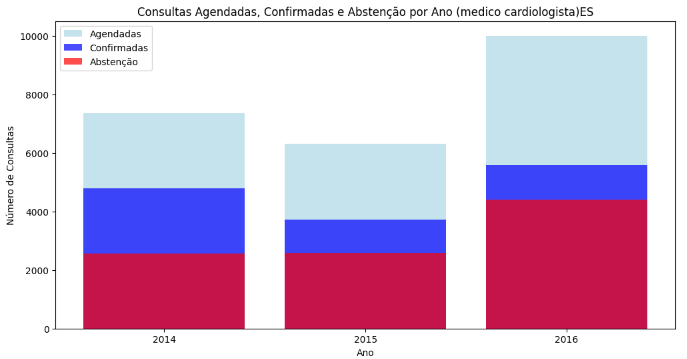 Consultas Agendadas, Confirmadas e Abstenção por Ano (medico cardiologista)ES
Agendadas
Confirmadas
Abstenção
Número de Consultas
10000
8000
6000
4000
2000
0
2014
2015
2016
Ano